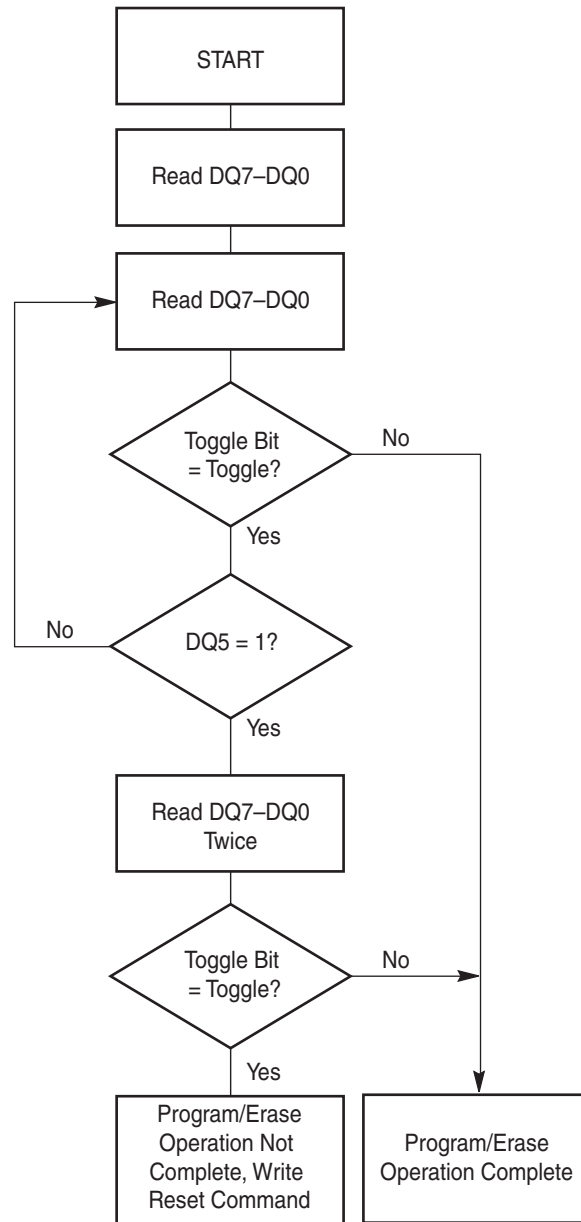 START
Read DQ7–DQ0
Read DQ7–DQ0
Toggle Bit
= Toggle?
No
Yes
No
DQ5 = 1?
Yes
Read DQ7–DQ0
Twice
Toggle Bit
= Toggle?
No
Yes
Program/Erase
Operation Not
Complete, Write
Reset Command
Program/Erase
Operation Complete